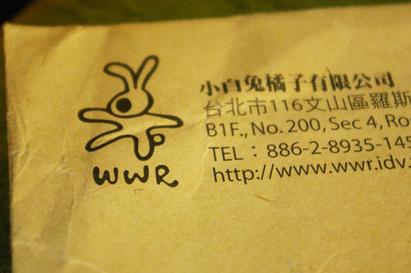 WWR
小白兔橘子有限公司
台北市116文山區羅斯
B1F., No. 200, Sec 4, Ro
TEL：886-2-8935-145
http://www.wwr.idv.